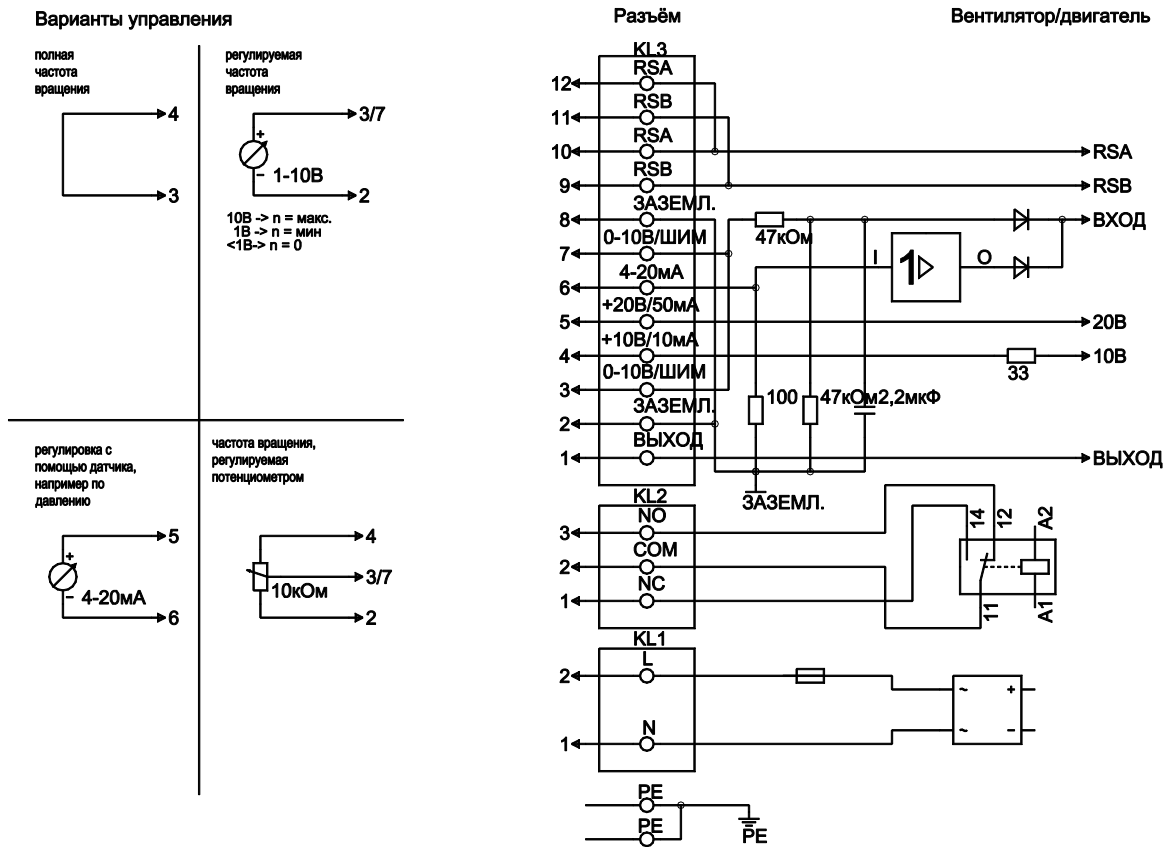 Варианты управления
полная
частота
вращения
4
3
регулируемая
частота
вращения
3/7
+
1-10В
−
2
10В -> n = макс.
1В -> n = мин
<1В-> n = 0
регулировка с
помощью датчика,
например по
давлению
5
+
4-20мА
−
6
частота вращения,
регулируемая
потенциометром
4
3/7
10кОм
2
Разъём
Вентилятор/двигатель
KL3
RSA
12
RSB
11
RSA
10
RSA
RSB
9
RSB
ЗАЗЕМЛ.
8
47кОм
ВХОД
0-10В/ШИМ
7
I
1
O
4-20мА
6
+20В/50мА
5
20В
+10В/10мА
4
33
10В
0-10В/ШИМ
3
100
47кОм
2,2мкФ
ЗАЗЕМЛ.
2
ВЫХОД
1
ВЫХОД
ЗАЗЕМЛ.
KL2
NO
3
COM
2
NC
1
14
12
A2
11
A1
KL1
L
2
N
1
~
+
~
−
PE
PE
PE